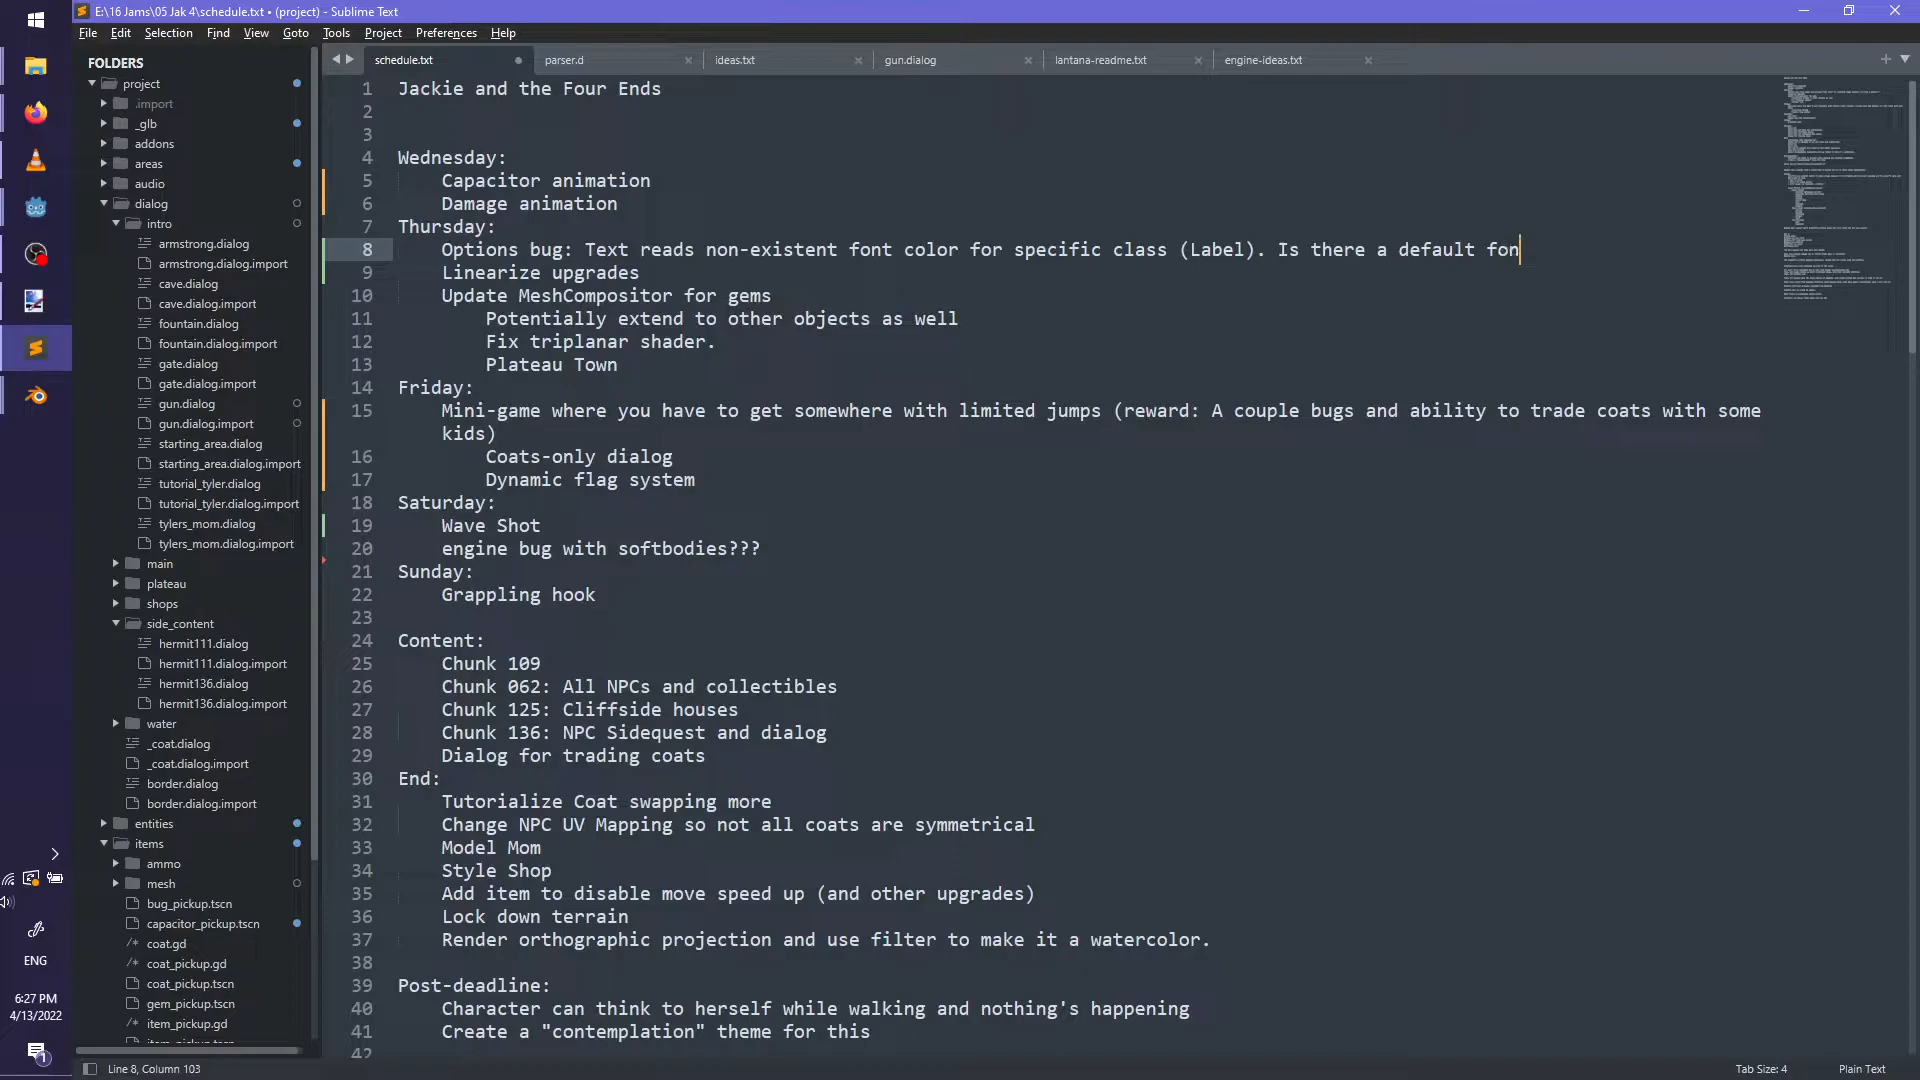 E:\16 Jams\05 Jak 4\schedule.txt • (project) - Sublime Text
File Edit Selection Find View Goto Tools Project Preferences Help
FOLDERS
project
.import
_glb
addons
areas
audio
dialog
intro
armstrong.dialog
armstrong.dialog.import
cave.dialog
cave.dialog.import
fountain.dialog
fountain.dialog.import
gate.dialog
gate.dialog.import
gun.dialog
gun.dialog.import
starting_area.dialog
starting_area.dialog.import
tutorial_tyler.dialog
tutorial_tyler.dialog.import
tylers_mom.dialog
tylers_mom.dialog.import
main
plateau
shops
side_content
hermit111.dialog
hermit111.dialog.import
hermit136.dialog
hermit136.dialog.import
water
_coat.dialog
_coat.dialog.import
border.dialog
border.dialog.import
entities
items
ammo
mesh
bug_pickup.tscn
capacitor_pickup.tscn
/* coat.gd
/* coat_pickup.gd
coat_pickup.tscn
gem_pickup.tscn
/* item_pickup.gd
schedule.txt parser.d ideas.txt gun.dialog lantana-readme.txt engine-ideas.txt
1 Jackie and the Four Ends
2
3
4 Wednesday:
5 Capacitor animation
6 Damage animation
7 Thursday:
8 Options bug: Text reads non-existent font color for specific class (Label). Is there a default fon
9 Linearize upgrades
10 Update MeshCompositor for gems
11 Potentially extend to other objects as well
12 Fix triplanar shader.
13 Plateau Town
14 Friday:
15 Mini-game where you have to get somewhere with limited jumps (reward: A couple bugs and ability to trade coats with some
kids)
16 Coats-only dialog
17 Dynamic flag system
18 Saturday:
19 Wave Shot
20 engine bug with softbodies???
21 Sunday:
22 Grappling hook
23
24 Content:
25 Chunk 109
26 Chunk 062: All NPCs and collectibles
27 Chunk 125: Cliffside houses
28 Chunk 136: NPC Sidequest and dialog
29 Dialog for trading coats
30 End:
31 Tutorialize Coat swapping more
32 Change NPC UV Mapping so not all coats are symmetrical
33 Model Mom
34 Style Shop
35 Add item to disable move speed up (and other upgrades)
36 Lock down terrain
37 Render orthographic projection and use filter to make it a watercolor.
38
39 Post-deadline:
40 Character can think to herself while walking and nothing's happening
41 Create a "contemplation" theme for this
42
ENG
6:27 PM
4/13/2022
1
Line 8, Column 103
Tab Size: 4
Plain Text